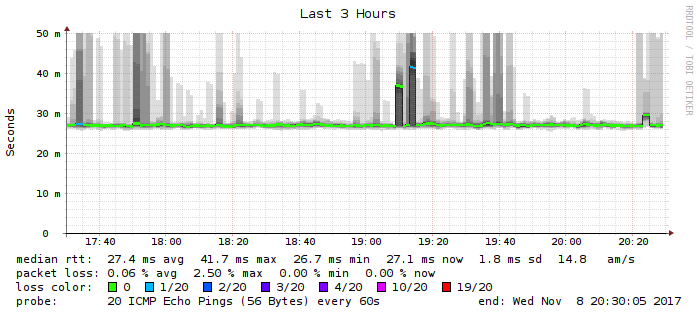 Last 3 Hours
RRDTOOL / TOBI OETIKER
Seconds
50 m
40 m
30 m
20 m
10 m
0
17:40 18:00 18:20 18:40 19:00 19:20 19:40 20:00 20:20
median rtt: 27.4 ms avg 41.7 ms max 26.7 ms min 27.1 ms now 1.8 ms sd 14.8 am/s
packet loss: 0.06 % avg 2.50 % max 0.00 % min 0.00 % now
loss color: 0 1/20 2/20 3/20 4/20 10/20 19/20
probe: 20 ICMP Echo Pings (56 Bytes) every 60s end: Wed Nov 8 20:30:05 2017